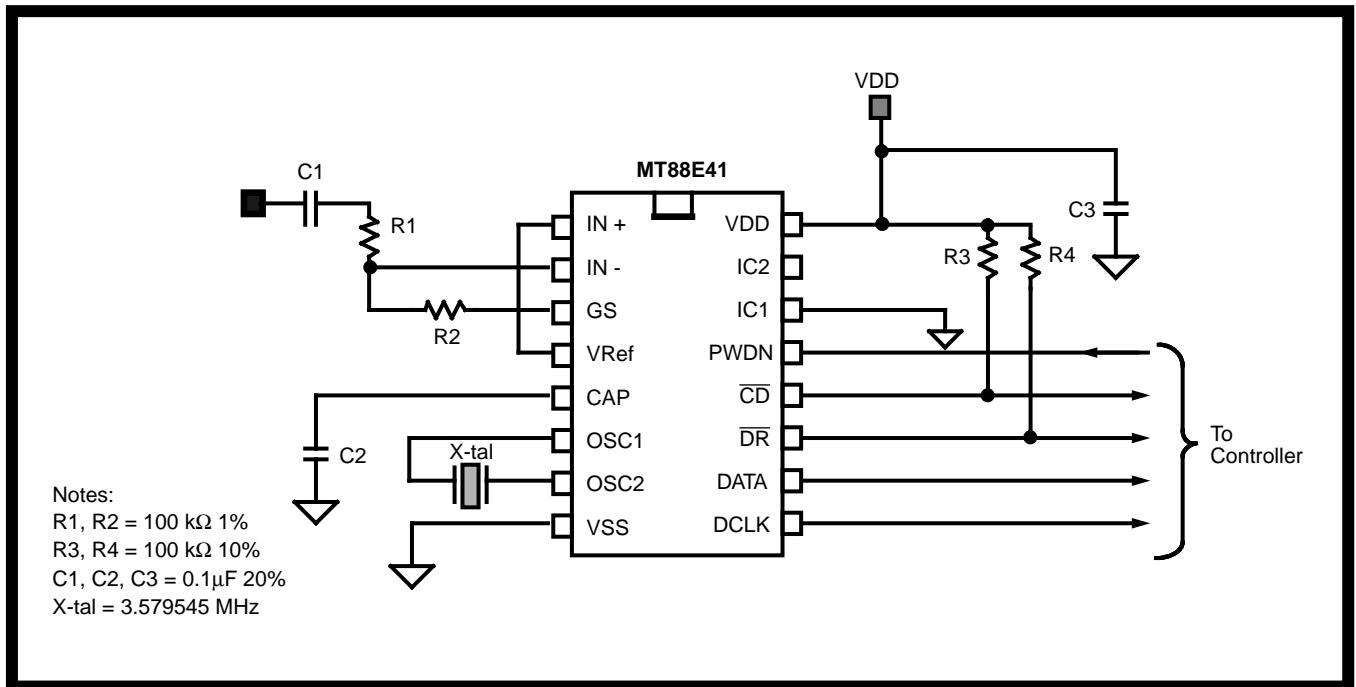 VDD
C1
MT88E41
C3
R1
IN +
VDD
R3
R4
IN -
IC2
GS
IC1
R2
VRef
PWDN
CAP
C̅D̅
OSC1
D̅R̅
X-tal
C2
OSC2
DATA
VSS
DCLK
To
Controller
Notes:
R1, R2 = 100 kΩ 1%
R3, R4 = 100 kΩ 10%
C1, C2, C3 = 0.1μF 20%
X-tal = 3.579545 MHz